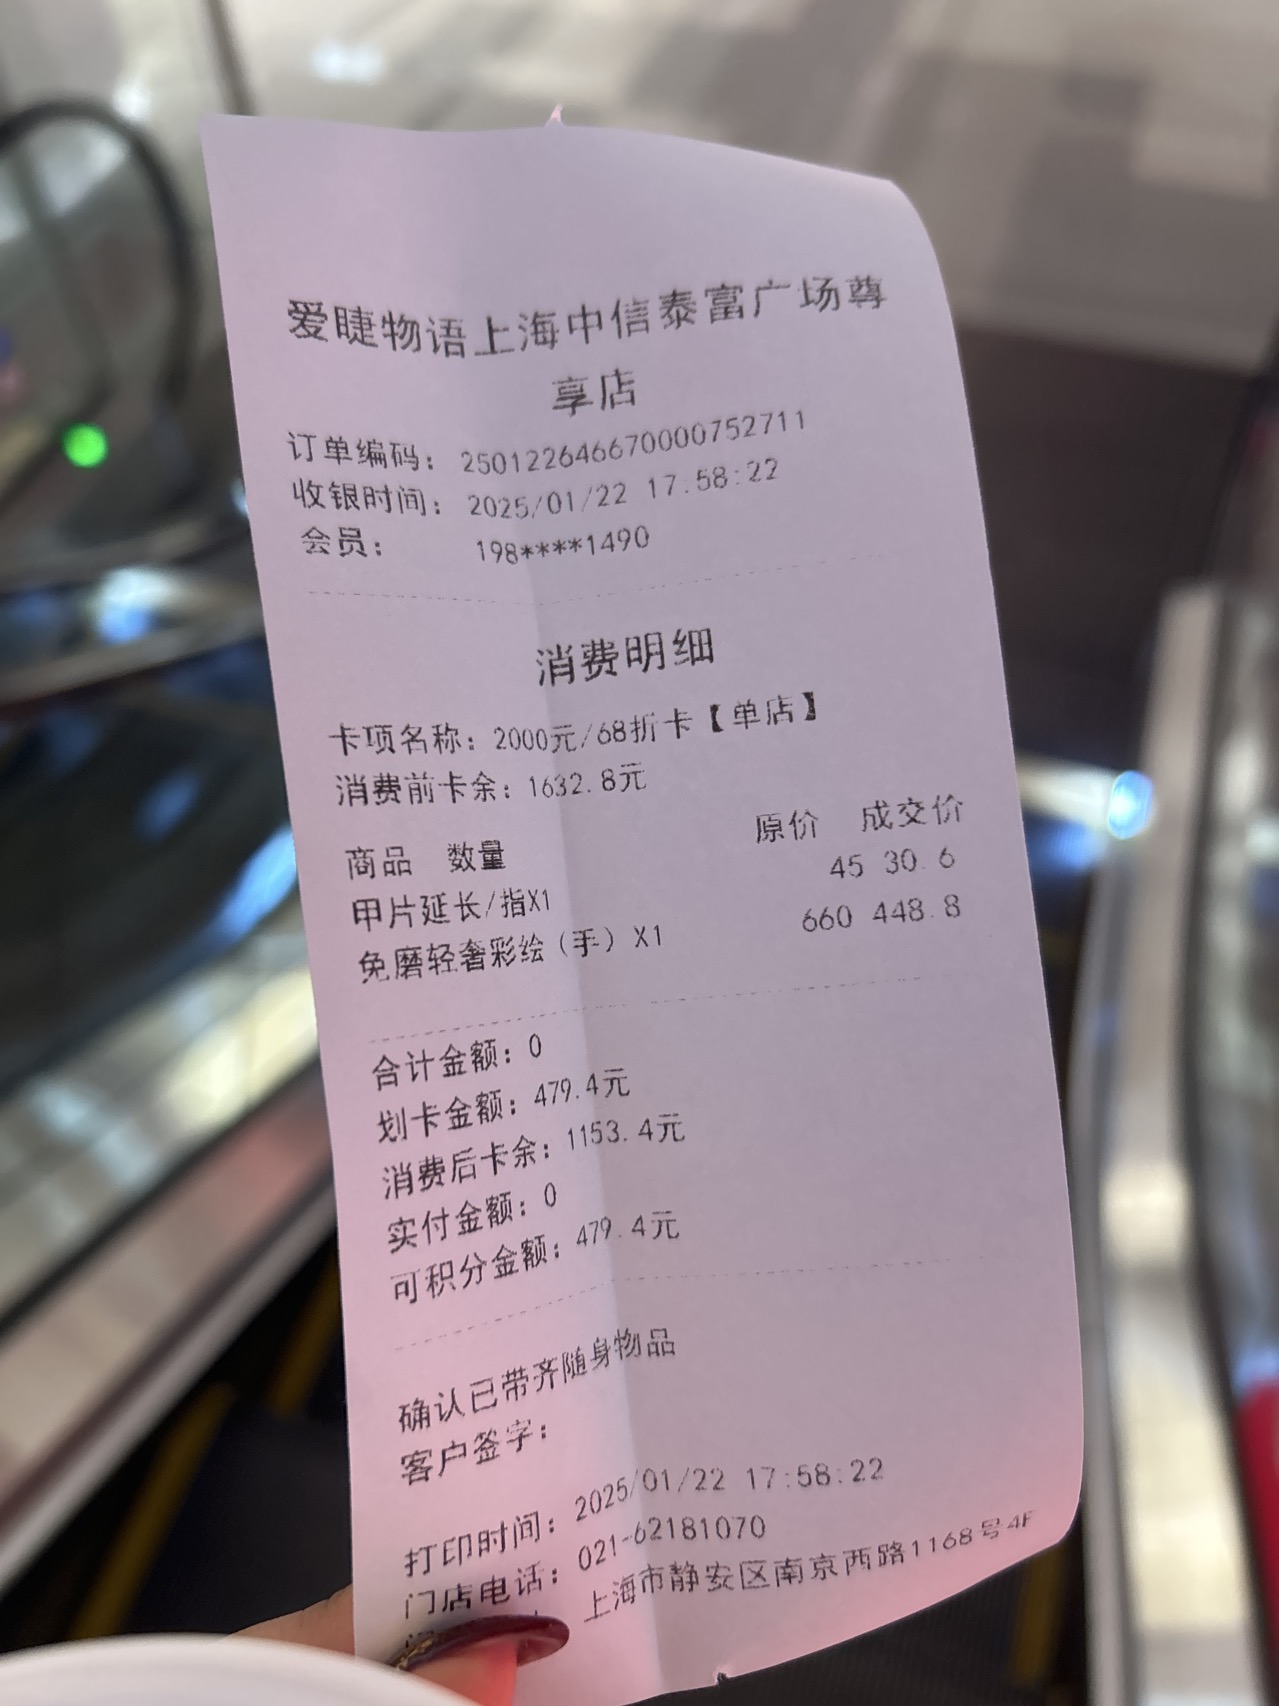 爱睫物语上海中信泰富广场尊
享店
订单编码：250122646670000752711
收银时间：2025/01/22 17:58:22
会员：198****1490
消费明细
卡项名称：2000元/68折卡【单店】
消费前卡余：1632.8元
商品 数量 原价 成交价
甲片延长/指X1 45 30.6
免磨轻奢彩绘（手）X1 660 448.8
合计金额：0
划卡金额：479.4元
消费后卡余：1153.4元
实付金额：0
可积分金额：479.4元
确认已带齐随身物品
客户签字：
打印时间：2025/01/22 17:58:22
门店电话：021-62181070
上海市静安区南京西路1168号4F